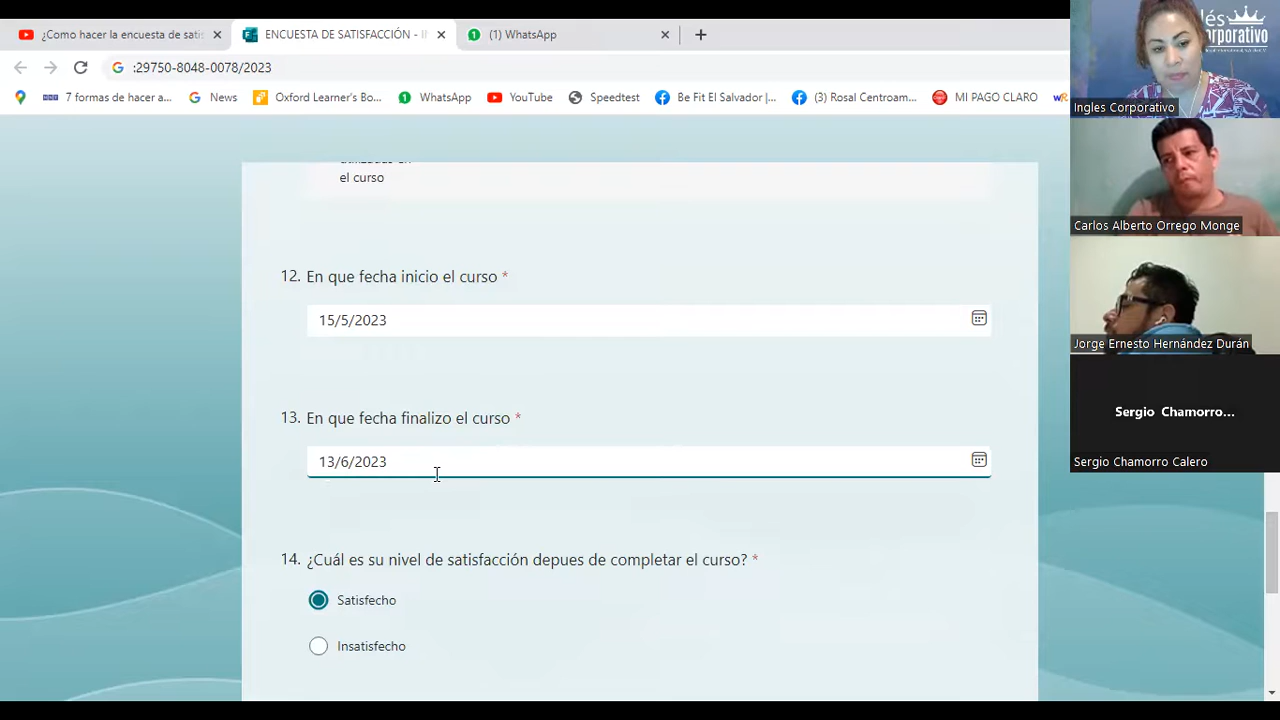 ¿Como hacer la encuesta de sati
ENCUESTA DE SATISFACCIÓN - I
(1) WhatsApp
:29750-8048-0078/2023
7 formas de hacer a...
News
Oxford Learner's Bo...
WhatsApp
YouTube
Speedtest
Be Fit El Salvador |...
(3) Rosal Centroam...
MI PAGO CLARO
el curso
12. En que fecha inicio el curso *
15/5/2023
13. En que fecha finalizo el curso *
13/6/2023
14. ¿Cuál es su nivel de satisfacción depues de completar el curso? *
Satisfecho
Insatisfecho
Ingles Corporativo
Carlos Alberto Orrego Monge
Jorge Ernesto Hernández Durán
Sergio Chamorro...
Sergio Chamorro Calero